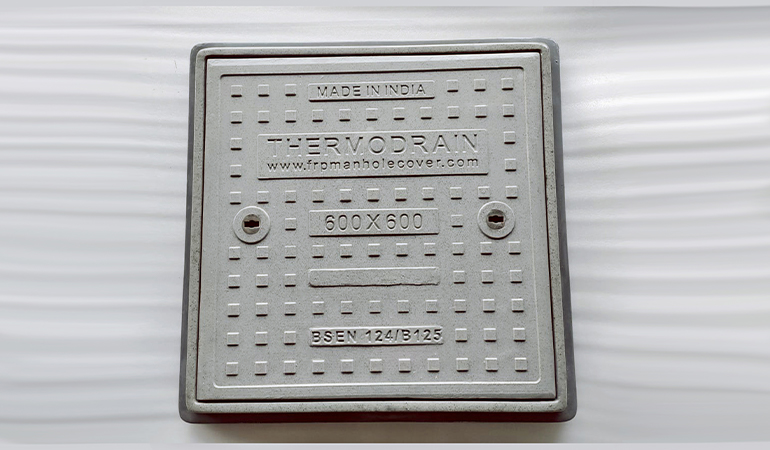 MADE IN INDIA
THERMODRAIN
www.frpmanholecover.com
600X600
BSEN 124/B125